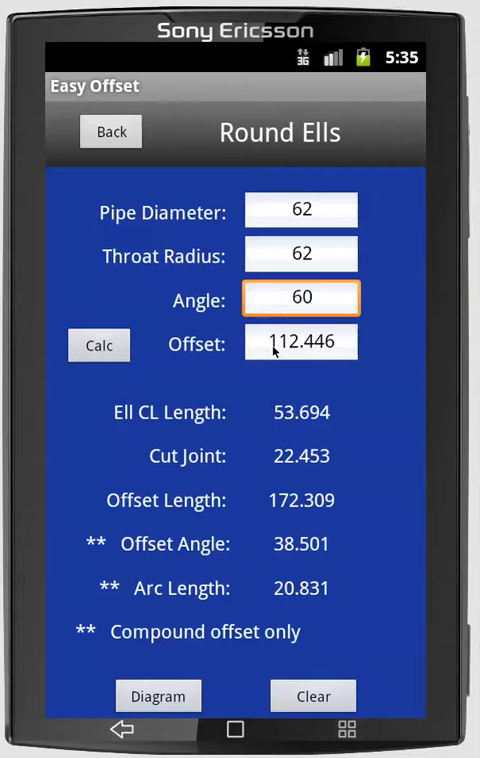 Sony Ericsson
3G 5:35
Easy Offset
Back Round Ells
Pipe Diameter: 62
Throat Radius: 62
Angle: 60
Calc Offset: 112.446
Ell CL Length: 53.694
Cut Joint: 22.453
Offset Length: 172.309
** Offset Angle: 38.501
** Arc Length: 20.831
** Compound offset only
Diagram Clear